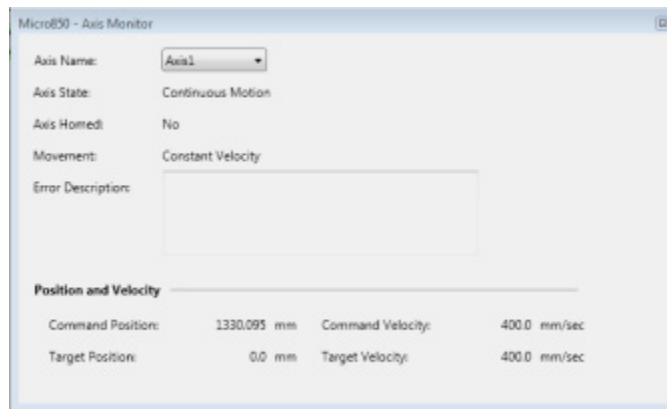 Micro850 - Axis Monitor
Axis Name: Axis1
Axis State: Continuous Motion
Axis Homed: No
Movement: Constant Velocity
Error Description:
Position and Velocity
Command Position: 1330.095 mm Command Velocity: 400.0 mm/sec
Target Position: 0.0 mm Target Velocity: 400.0 mm/sec